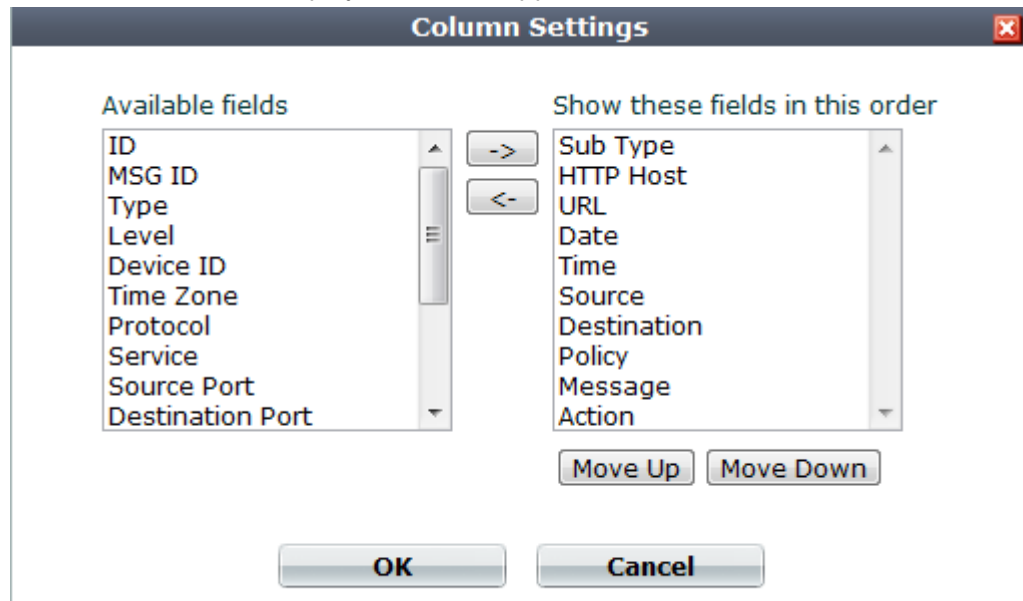 Column Settings
Available fields
ID
MSG ID
Type
Level
Device ID
Time Zone
Protocol
Service
Source Port
Destination Port
->
<-
Show these fields in this order
Sub Type
HTTP Host
URL
Date
Time
Source
Destination
Policy
Message
Action
Move Up Move Down
OK Cancel